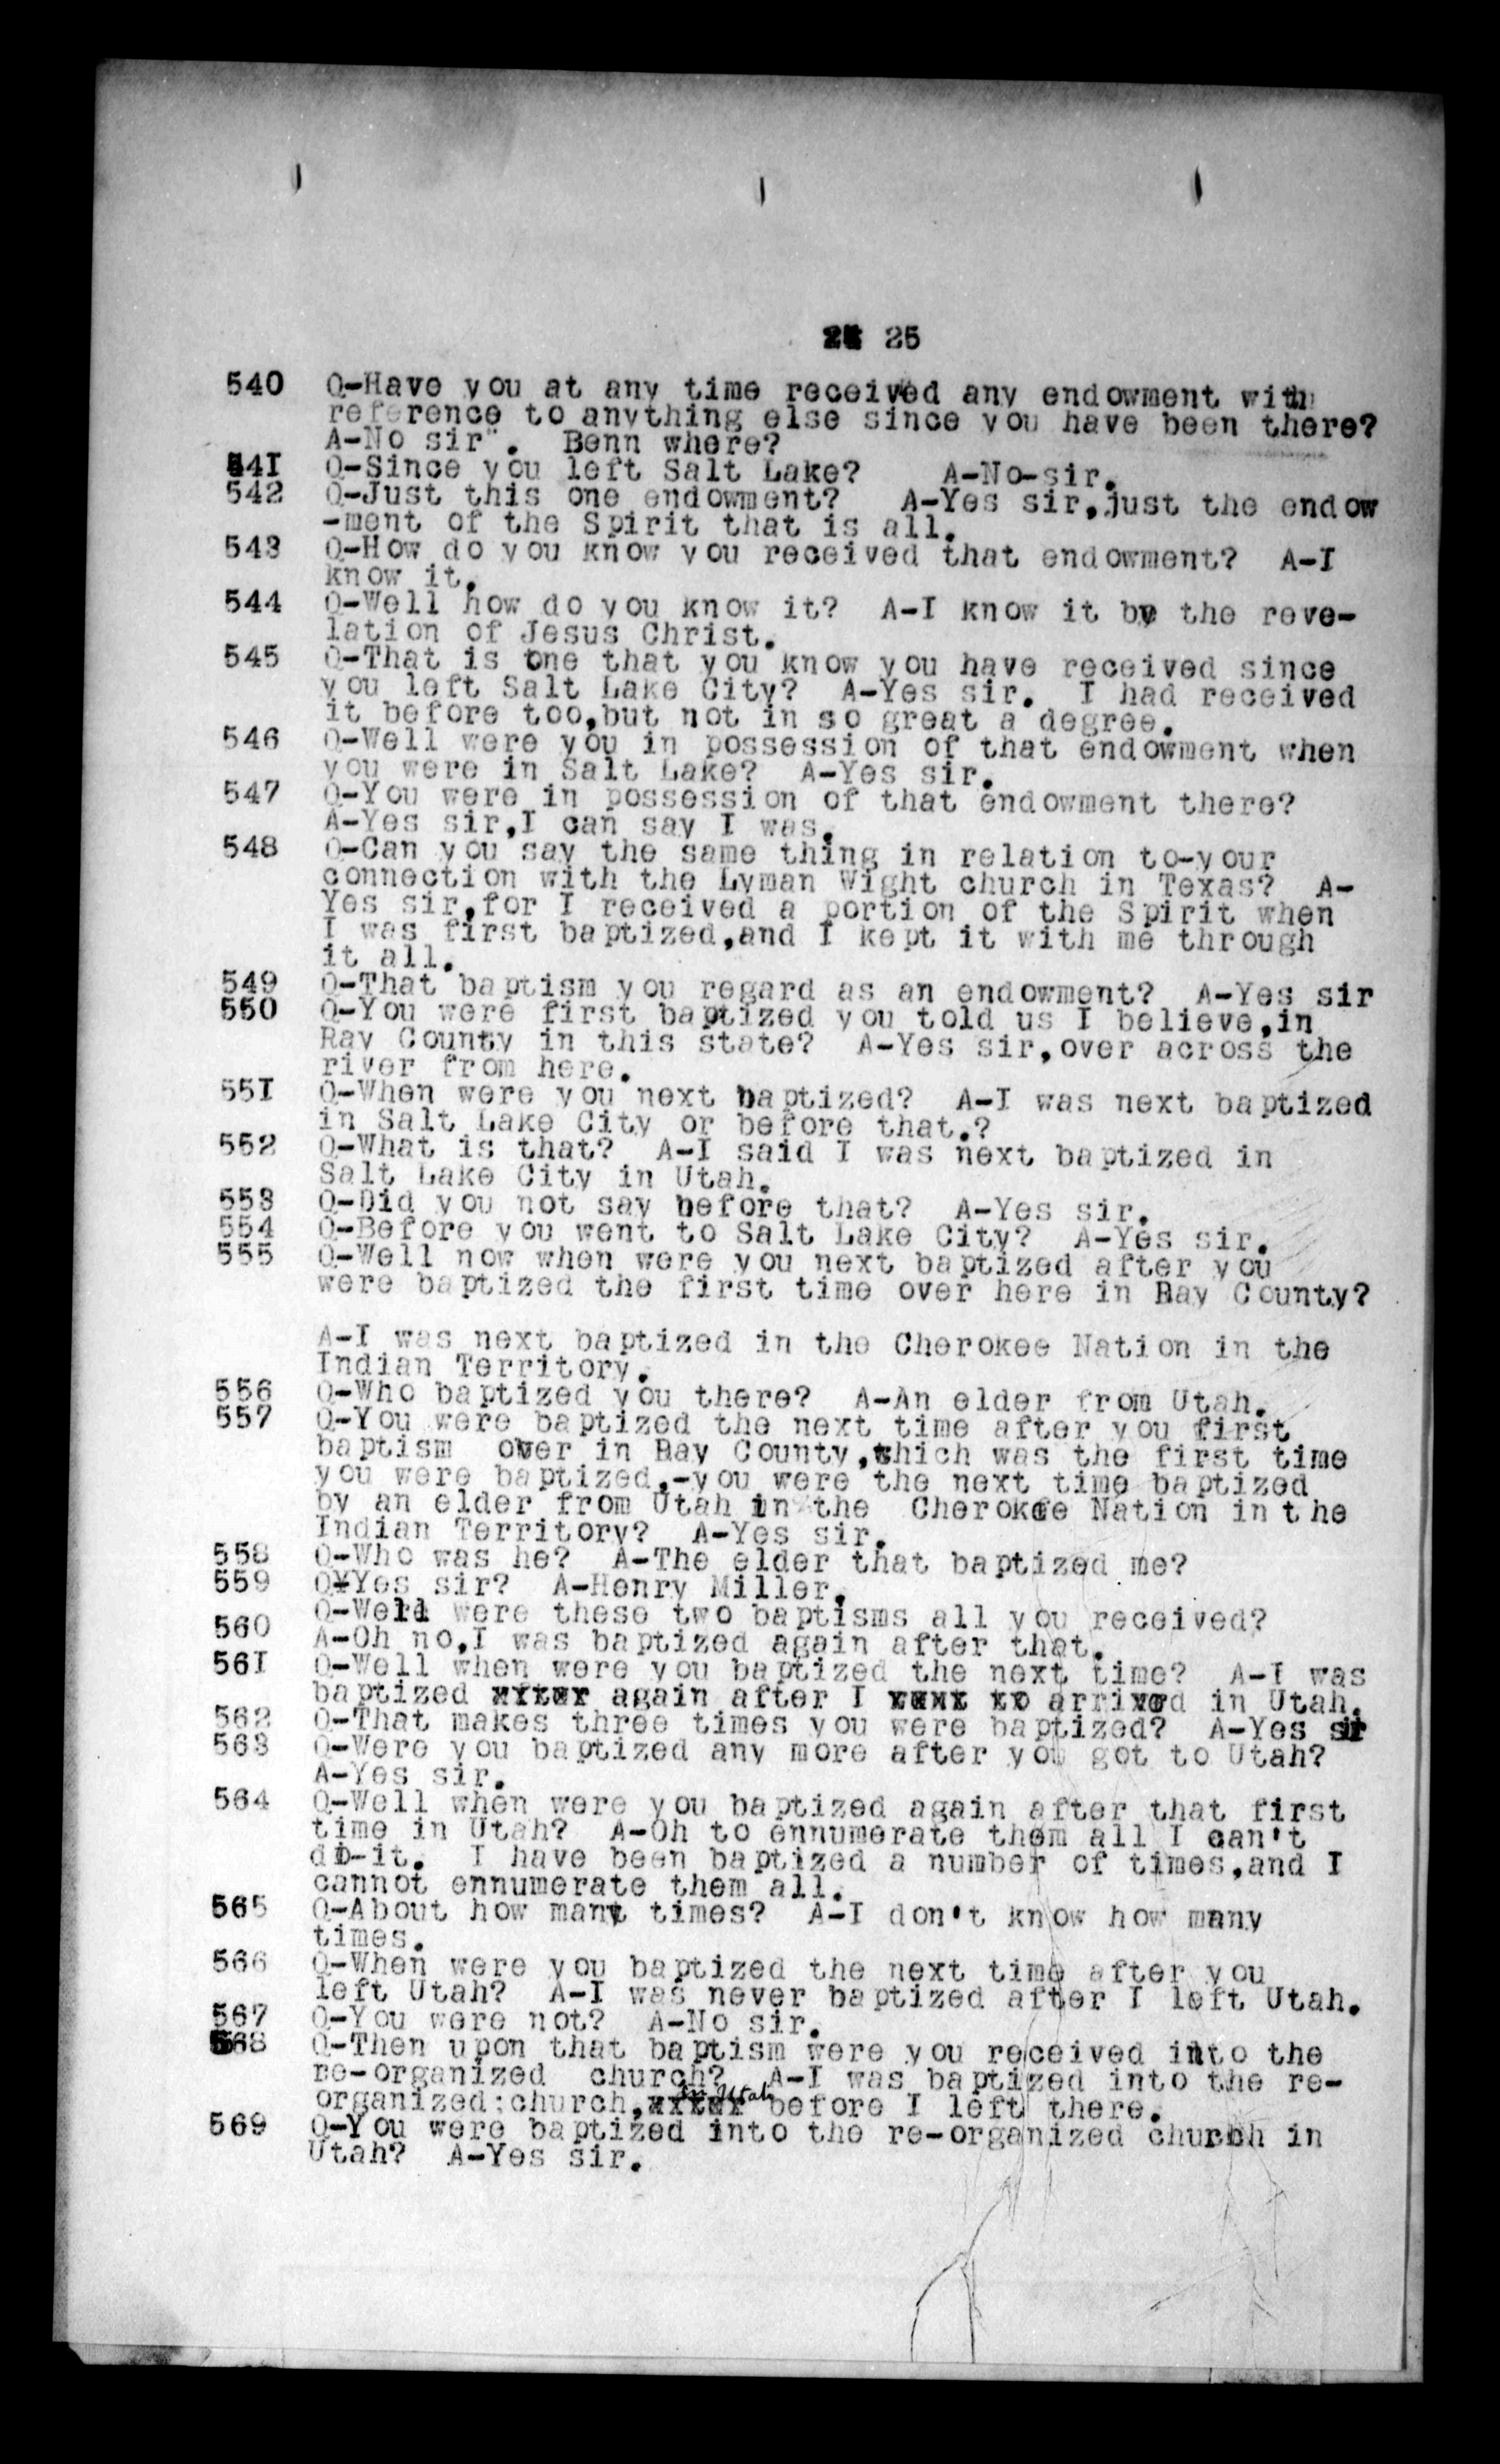 25
540 Q-Have you at any time received any endowment with
reference to anything else since you have been there?
A-No sir". Benn where?
541 Q-Since you left Salt Lake? A-No-sir.
542 Q-Just this one endowment? A-Yes sir, just the endow
-ment of the Spirit that is all.
543 Q-How do you know you received that endowment? A-I
know it.
544 Q-Well how do you know it? A-I know it by the reve-
lation of Jesus Christ.
545 Q-That is one that you know you have received since
you left Salt Lake City? A-Yes sir. I had received
it before too,but not in so great a degree.
546 Q-Well were you in possession of that endowment when
you were in Salt Lake? A-Yes sir.
547 Q-You were in possession of that endowment there?
A-Yes sir,I can say I was.
548 Q-Can you say the same thing in relation to-your
connection with the Lyman Wight church in Texas? A-
Yes sir,for I received a portion of the Spirit when
I was first baptized,and I kept it with me through
it all.
549 Q-That baptism you regard as an endowment? A-Yes sir
550 Q-You were first baptized you told us I believe,in
Ray County in this state? A-Yes sir,over across the
river from here.
551 Q-When were you next baptized? A-I was next baptized
in Salt Lake City or before that.?
552 Q-What is that? A-I said I was next baptized in
Salt Lake City in Utah.
553 Q-Did you not say before that? A-Yes sir.
554 Q-Before you went to Salt Lake City? A-Yes sir.
555 Q-Well now when were you next baptized after you
were baptized the first time over here in Ray County?
A-I was next baptized in the Cherokee Nation in the
Indian Territory.
556 Q-Who baptized you there? A-An elder from Utah.
557 Q-You were baptized the next time after you first
baptism over in Ray County,which was the first time
you were baptized,-you were the next time baptized
by an elder from Utah in the Cherokee Nation in the
Indian Territory? A-Yes sir.
558 Q-Who was he? A-The elder that baptized me?
559 Q-Yes sir? A-Henry Miller.
560 Q-Well were these two baptisms all you received?
A-Oh no,I was baptized again after that.
561 Q-Well when were you baptized the next time? A-I was
baptized again after I arrived in Utah.
562 Q-That makes three times you were baptized? A-Yes sir
563 Q-Were you baptized any more after you got to Utah?
A-Yes sir.
564 Q-Well when were you baptized again after that first
time in Utah? A-Oh to ennumerate them all I can't
do-it. I have been baptized a number of times,and I
cannot ennumerate them all.
565 Q-About how many times? A-I don't know how many
times.
566 Q-When were you baptized the next time after you
left Utah? A-I was never baptized after I left Utah.
567 Q-You were not? A-No sir.
568 Q-Then upon that baptism were you received into the
re-organized church? A-I was baptized into the re-
organized;church, in Utah before I left there.
569 Q-You were baptized into the re-organized church in
Utah? A-Yes sir.